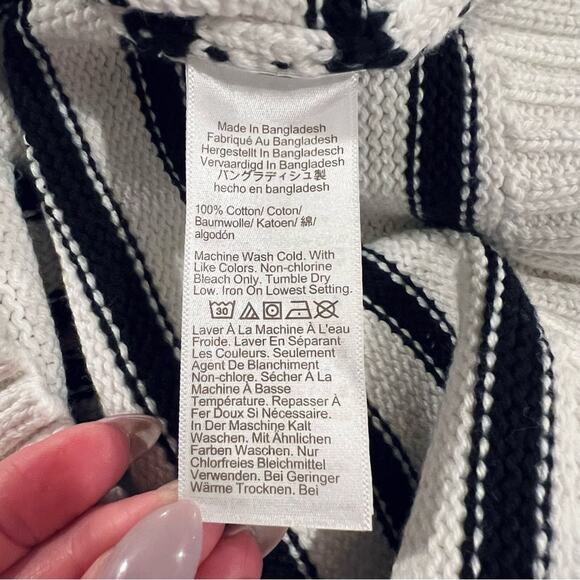 Made In Bangladesh
Fabriqué Au Bangladesh
Hergestellt In Bangladesch
Vervaardigd In Bangladesh
バングラディシュ製
hecho en bangladesh
100% Cotton/ Coton/
Baumwolle/ Katoen/ 綿/
algodón
Machine Wash Cold. With
Like Colors. Non-chlorine
Bleach Only. Tumble Dry
Low. Iron On Lowest Setting.
30
Laver À La Machine À L'eau
Froide. Laver En Séparant
Les Couleurs. Seulement
Agent De Blanchiment
Non-chlore. Sécher À La
Machine À Basse
Température. Repasser À
Fer Doux Si Nécessaire.
In Der Maschine Kalt
Waschen. Mit Ähnlichen
Farben Waschen. Nur
Chlorfreies Bleichmittel
Verwenden. Bei Geringer
Wärme Trocknen. Bei